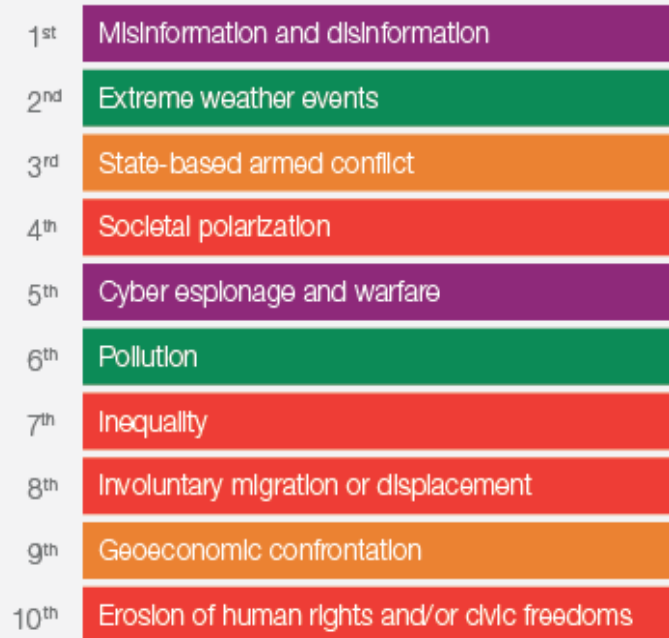 1st Misinformation and disinformation
2nd Extreme weather events
3rd State-based armed conflict
4th Societal polarization
5th Cyber espionage and warfare
6th Pollution
7th Inequality
8th Involuntary migration or displacement
9th Geoeconomic confrontation
10th Erosion of human rights and/or civic freedoms